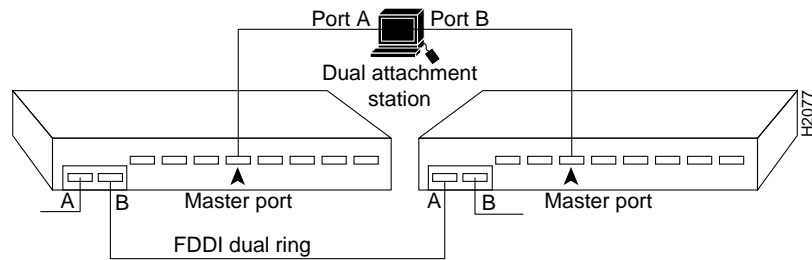 Port A Port B
Dual attachment
station
H2077
A B Master port A B Master port
FDDI dual ring